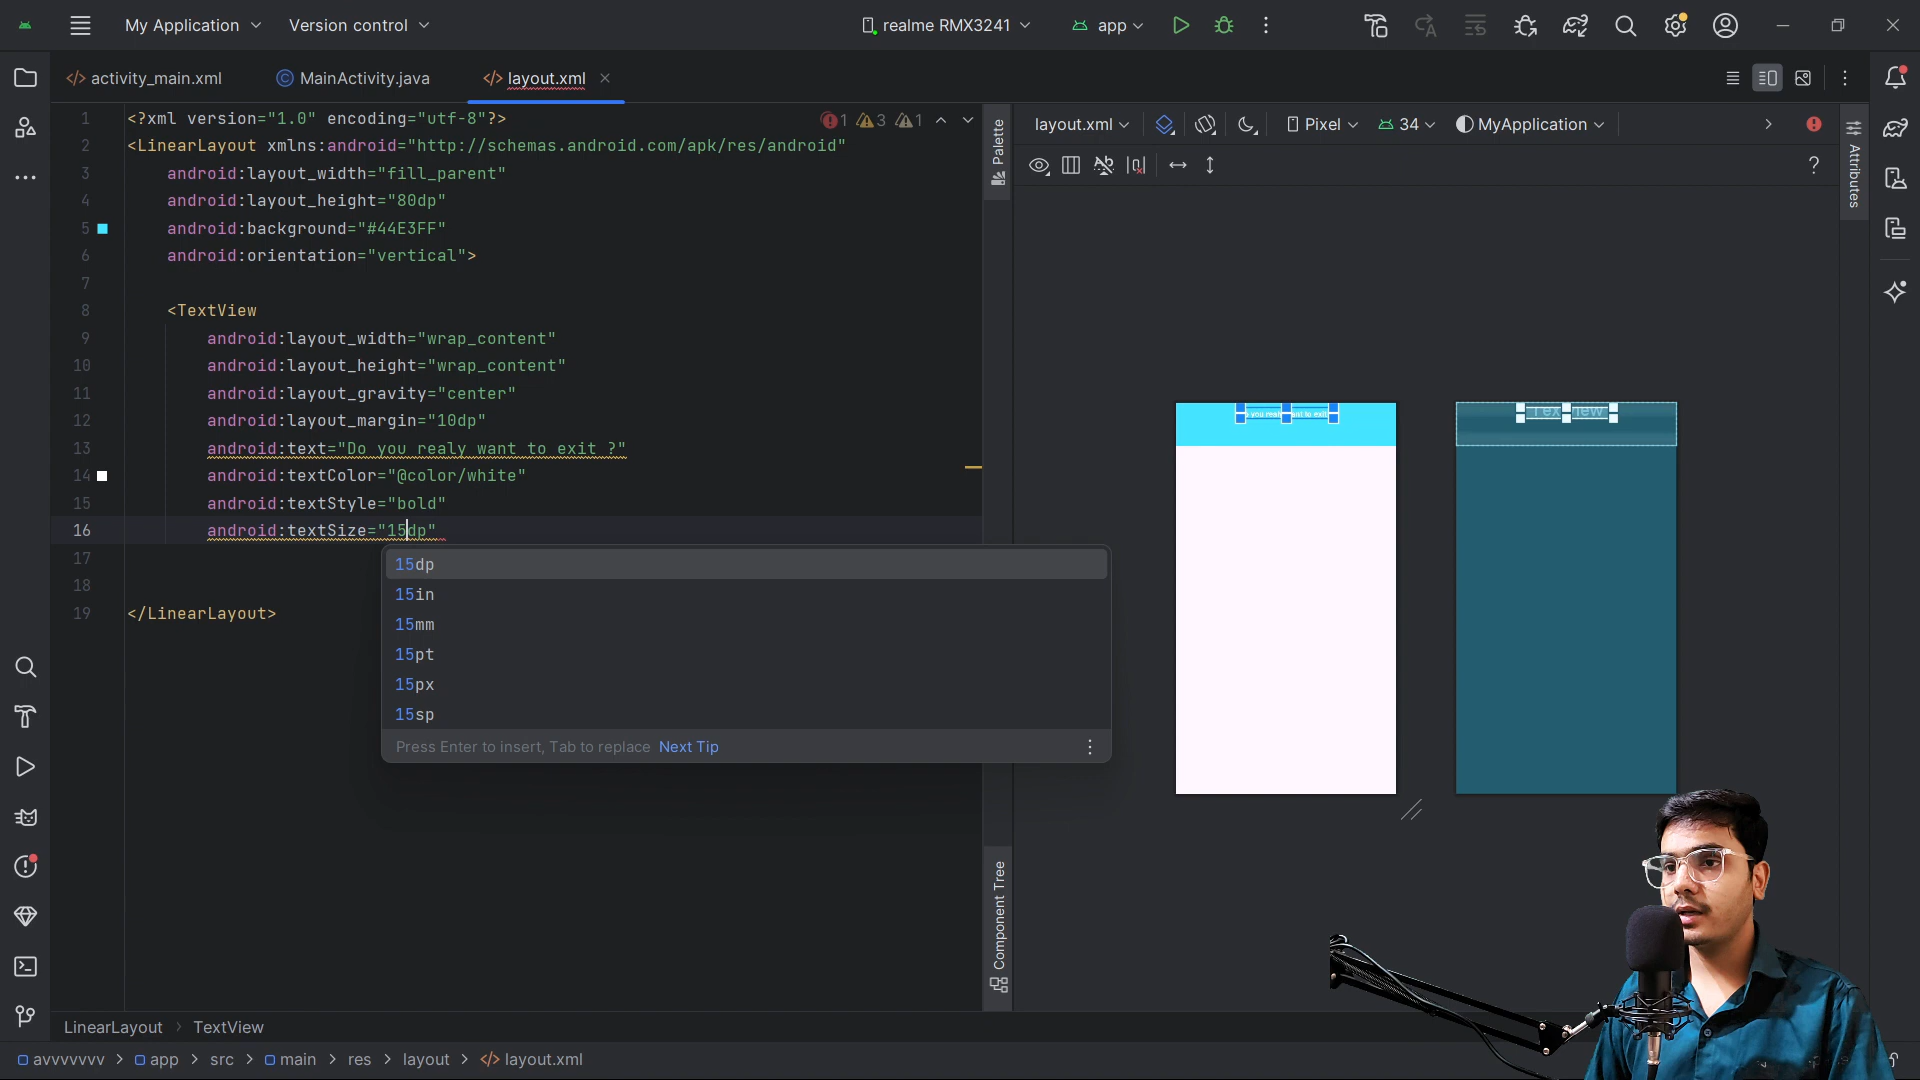 My Application
Version control
realme RMX3241
app
activity_main.xml
MainActivity.java
layout.xml
1 <?xml version="1.0" encoding="utf-8"?>
1 3 1
2 <LinearLayout xmlns:android="http://schemas.android.com/apk/res/android"
3 android:layout_width="fill_parent"
4 android:layout_height="80dp"
5 android:background="#44E3FF"
6 android:orientation="vertical">
7
8 <TextView
9 android:layout_width="wrap_content"
10 android:layout_height="wrap_content"
11 android:layout_gravity="center"
12 android:layout_margin="10dp"
13 android:text="Do you realy want to exit ?"
14 android:textColor="@color/white"
15 android:textStyle="bold"
16 android:textSize="15dp"
17
18
19 </LinearLayout>
15dp
15in
15mm
15pt
15px
15sp
Press Enter to insert, Tab to replace Next Tip
Palette
Component Tree
layout.xml
Pixel
34
MyApplication
?
Attributes
LinearLayout > TextView
avvvvvvv > app > src > main > res > layout > layout.xml